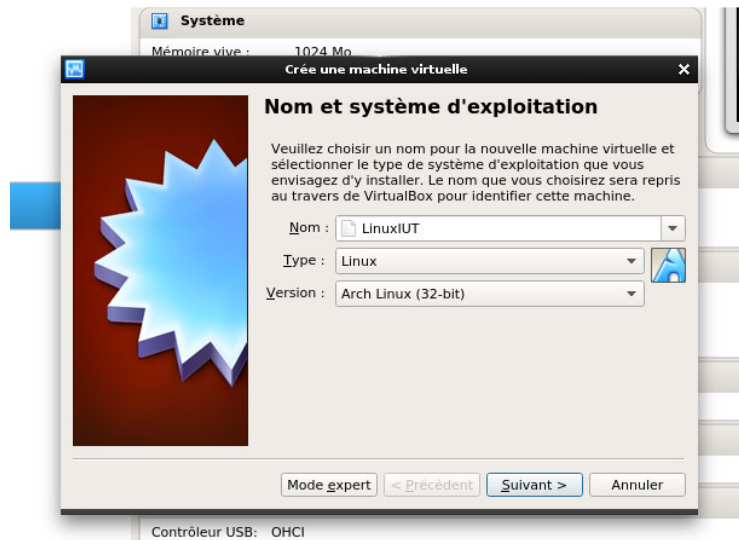 Système
Mémoire vive : 1024 Mo
Crée une machine virtuelle
Nom et système d'exploitation
Veuillez choisir un nom pour la nouvelle machine virtuelle et
sélectionner le type de système d'exploitation que vous
envisagez d'y installer. Le nom que vous choisirez sera repris
au travers de VirtualBox pour identifier cette machine.
Nom : LinuxIUT
Type : Linux
Version : Arch Linux (32-bit)
Mode expert < Précédent Suivant > Annuler
Contrôleur USB: OHCI